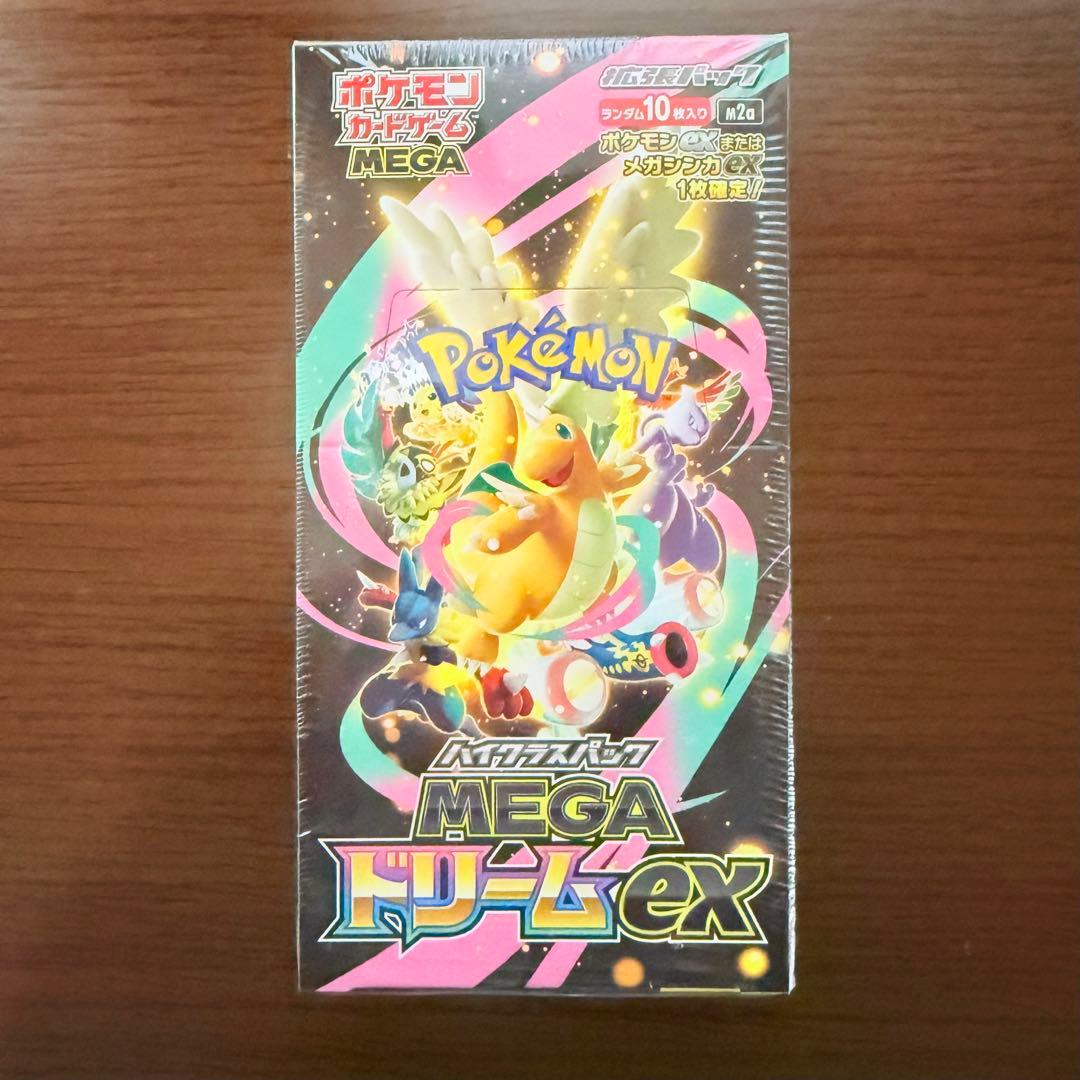 ポケモン
カードゲーム
MEGA
拡張パック
ランダム10枚入り M2a
ポケモンexまたは
メガシンカex
1枚確定!
POKéMON
ハイクラスパック
MEGA
ドリームex